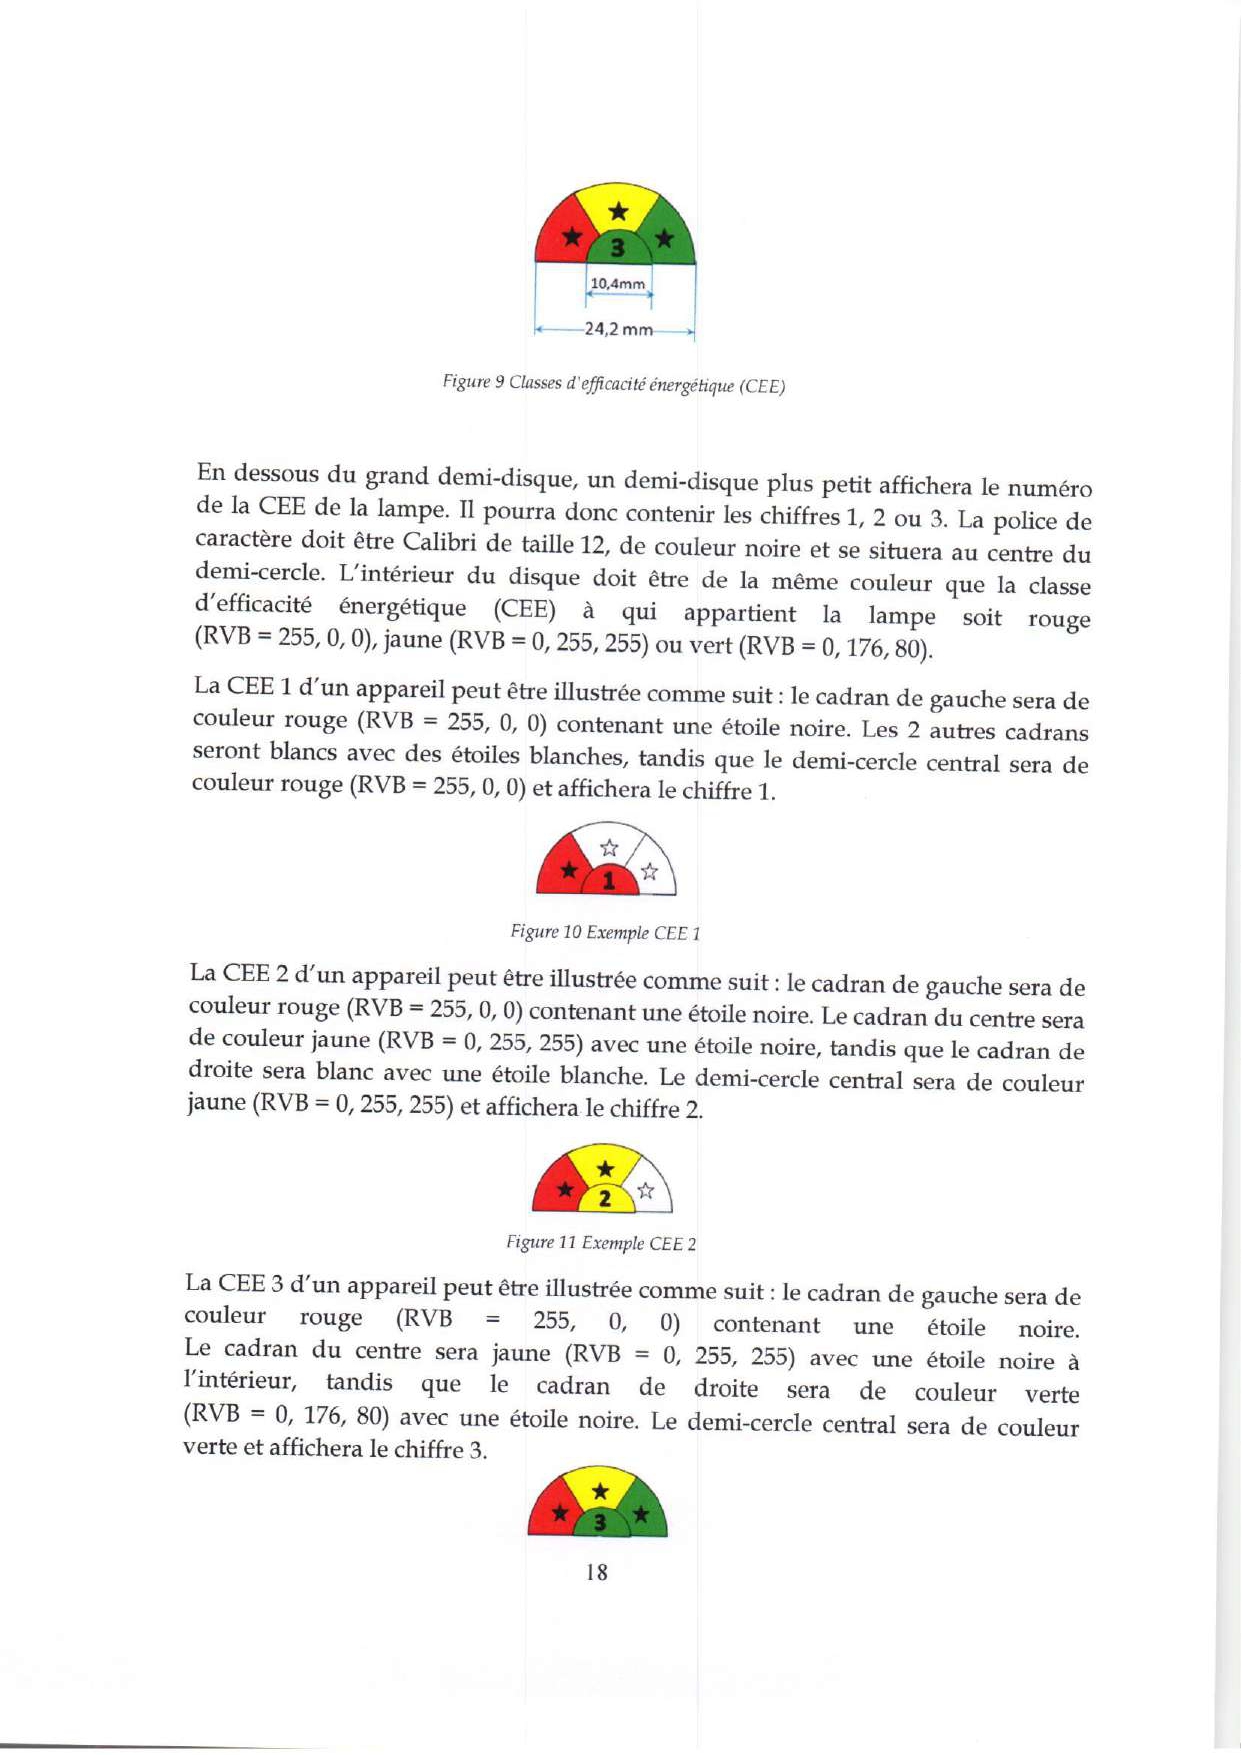 3
10,4mm
24,2 mm
Figure 9 Classes d'efficacité énergétique (CEE)
En dessous du grand demi-disque, un demi-disque plus petit affichera le numéro
de la CEE de la lampe. Il pourra donc contenir les chiffres 1, 2 ou 3. La police de
caractère doit être Calibri de taille 12, de couleur noire et se situera au centre du
demi-cercle. L'intérieur du disque doit être de la même couleur que la classe
d'efficacité énergétique (CEE) à qui appartient la lampe soit rouge
(RVB = 255, 0, 0), jaune (RVB = 0, 255, 255) ou vert (RVB = 0, 176, 80).
La CEE 1 d'un appareil peut être illustrée comme suit : le cadran de gauche sera de
couleur rouge (RVB = 255, 0, 0) contenant une étoile noire. Les 2 autres cadrans
seront blancs avec des étoiles blanches, tandis que le demi-cercle central sera de
couleur rouge (RVB = 255, 0, 0) et affichera le chiffre 1.
1
Figure 10 Exemple CEE 1
La CEE 2 d'un appareil peut être illustrée comme suit : le cadran de gauche sera de
couleur rouge (RVB = 255, 0, 0) contenant une étoile noire. Le cadran du centre sera
de couleur jaune (RVB = 0, 255, 255) avec une étoile noire, tandis que le cadran de
droite sera blanc avec une étoile blanche. Le demi-cercle central sera de couleur
jaune (RVB = 0, 255, 255) et affichera le chiffre 2.
2
Figure 11 Exemple CEE 2
La CEE 3 d'un appareil peut être illustrée comme suit : le cadran de gauche sera de
couleur rouge (RVB = 255, 0, 0) contenant une étoile noire.
Le cadran du centre sera jaune (RVB = 0, 255, 255) avec une étoile noire à
l'intérieur, tandis que le cadran de droite sera de couleur verte
(RVB = 0, 176, 80) avec une étoile noire. Le demi-cercle central sera de couleur
verte et affichera le chiffre 3.
3
18